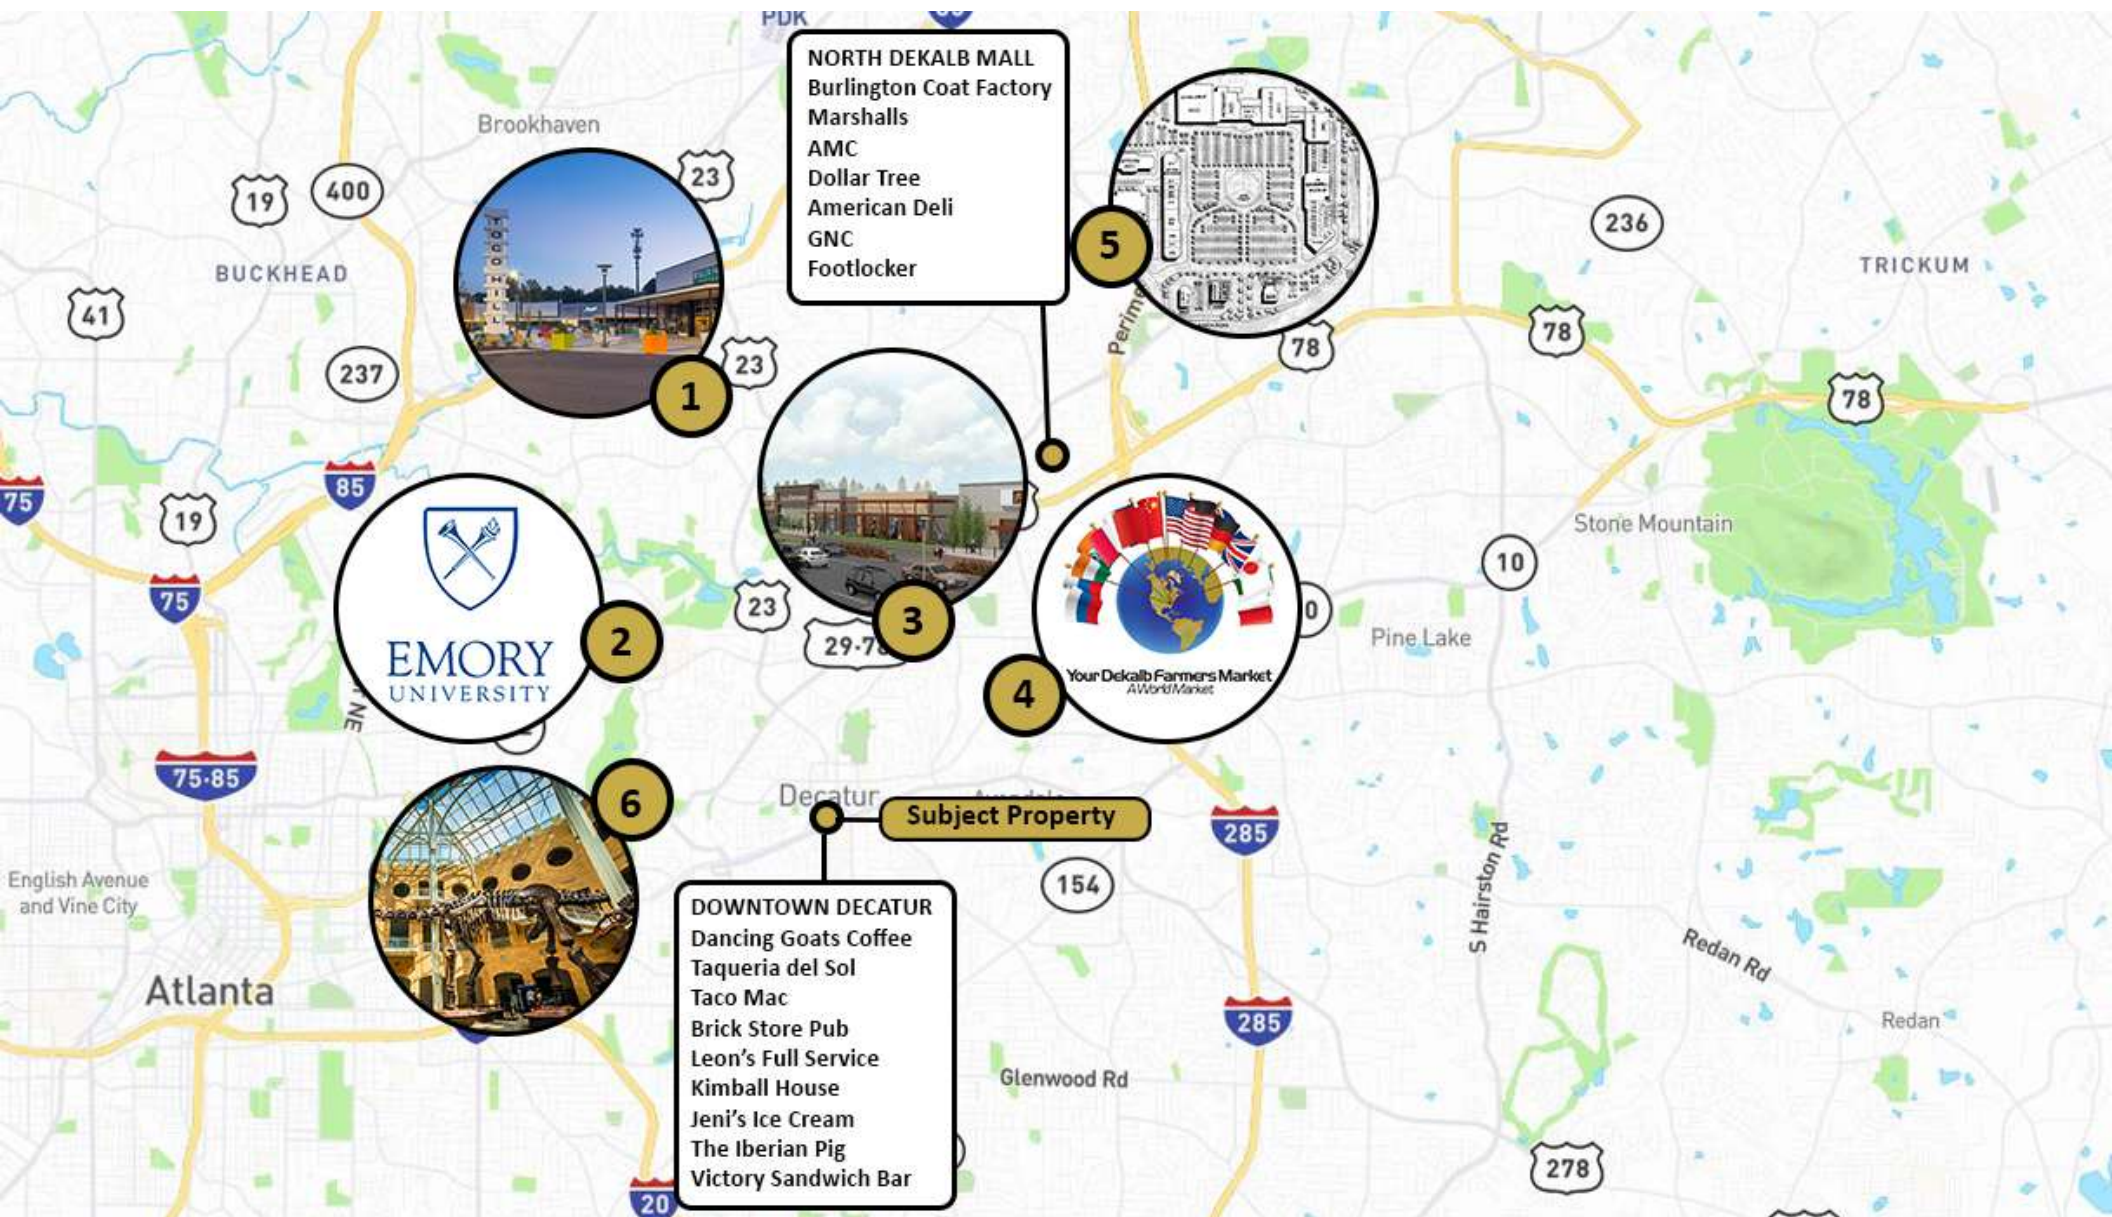 PDK
NORTH DEKALB MALL
Burlington Coat Factory
Marshalls
AMC
Dollar Tree
American Deli
GNC
Footlocker
Brookhaven
23
19
400
5
236
TRICKUM
BUCKHEAD
TOCO HILLS
41
78
78
23
237
1
78
75
85
19
Stone Mountain
10
75
23
EMORY
UNIVERSITY
2
3
Pine Lake
Your Dekalb Farmers Market
A World Market
4
NE
75-85
6
Decatur
Subject Property
285
154
English Avenue
and Vine City
S Hairston Rd
DOWNTOWN DECATUR
Dancing Goats Coffee
Taqueria del Sol
Taco Mac
Brick Store Pub
Leon's Full Service
Kimball House
Jeni's Ice Cream
The Iberian Pig
Victory Sandwich Bar
Redan Rd
Atlanta
285
Redan
Glenwood Rd
278
20